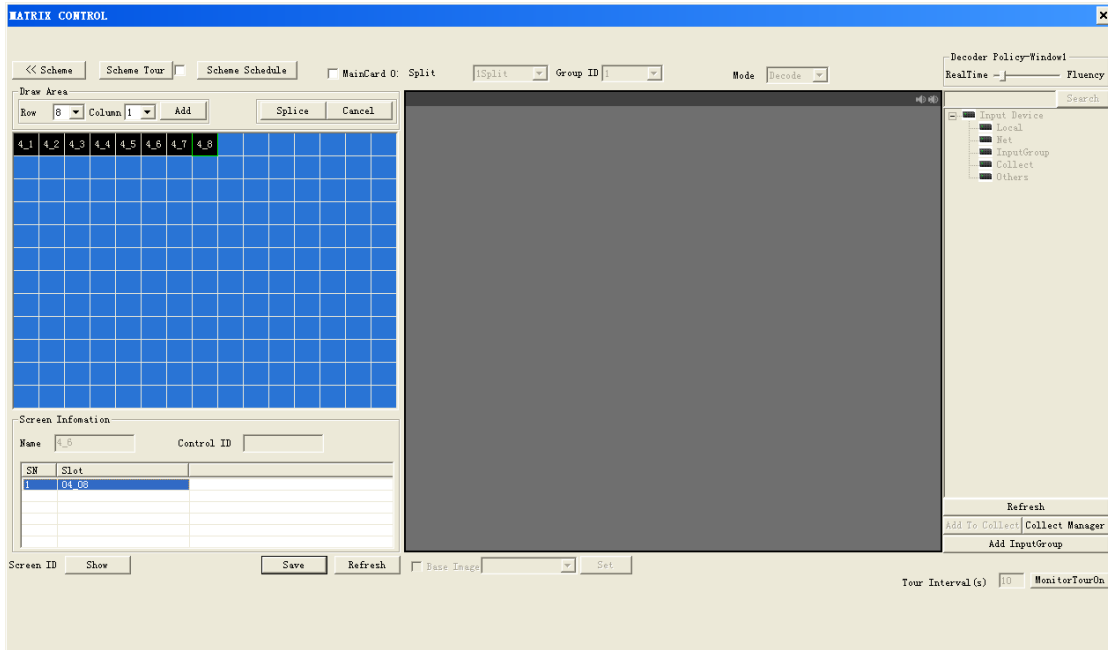 MATRIX CONTROL
<< Scheme Scheme Tour Scheme Schedule MainCard O: Split 1Split Group ID 1 Mode Decode
Decoder Policy-Window1
RealTime Fluency
Draw Area
Row 8 Column 1 Add Splice Cancel
Search
4_1 4_2 4_3 4_4 4_5 4_6 4_7 4_8
Input Device
Local
Net
InputGroup
Collect
Others
Screen Infomation
Name 4_6 Control ID
SN Slot
1 04_08
Refresh
Add To Collect Collect Manager
Add InputGroup
Screen ID Show Save Refresh Base Image Set
Tour Interval(s) 10 MonitorTourOn